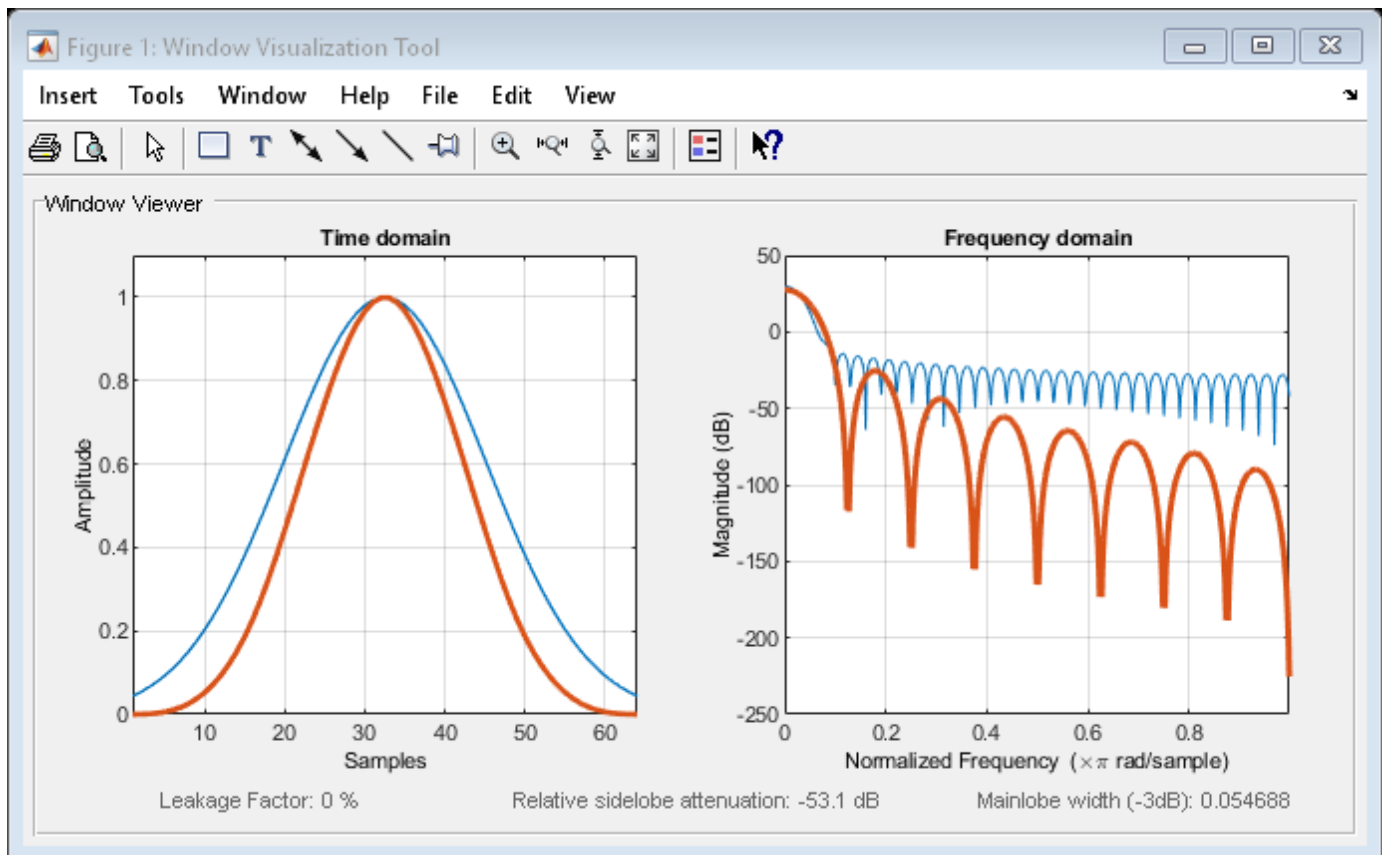 Figure 1: Window Visualization Tool
Insert Tools Window Help File Edit View
T
?
Window Viewer
Time domain
1
0.8
0.6
0.4
0.2
0
Amplitude
10 20 30 40 50 60
Samples
Frequency domain
50
0
-50
-100
-150
-200
-250
Magnitude (dB)
0 0.2 0.4 0.6 0.8
Normalized Frequency (×π rad/sample)
Leakage Factor: 0 % Relative sidelobe attenuation: -53.1 dB Mainlobe width (-3dB): 0.054688